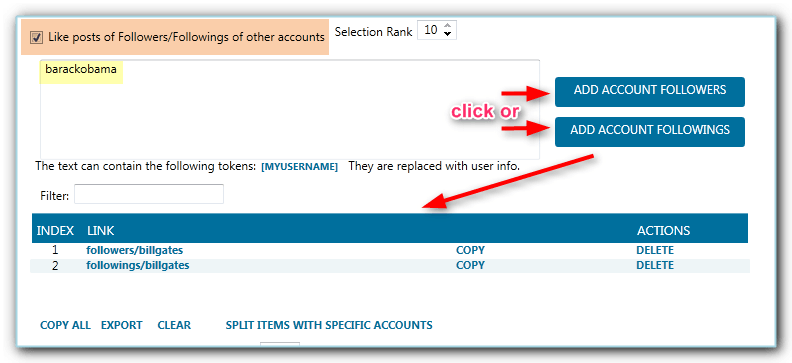 Like posts of Followers/Followings of other accounts Selection Rank 10
barackobama
ADD ACCOUNT FOLLOWERS
click or
ADD ACCOUNT FOLLOWINGS
The text can contain the following tokens: [MYUSERNAME] They are replaced with user info.
Filter:
INDEX LINK ACTIONS
1 followers/billgates COPY DELETE
2 followings/billgates COPY DELETE
COPY ALL EXPORT CLEAR SPLIT ITEMS WITH SPECIFIC ACCOUNTS